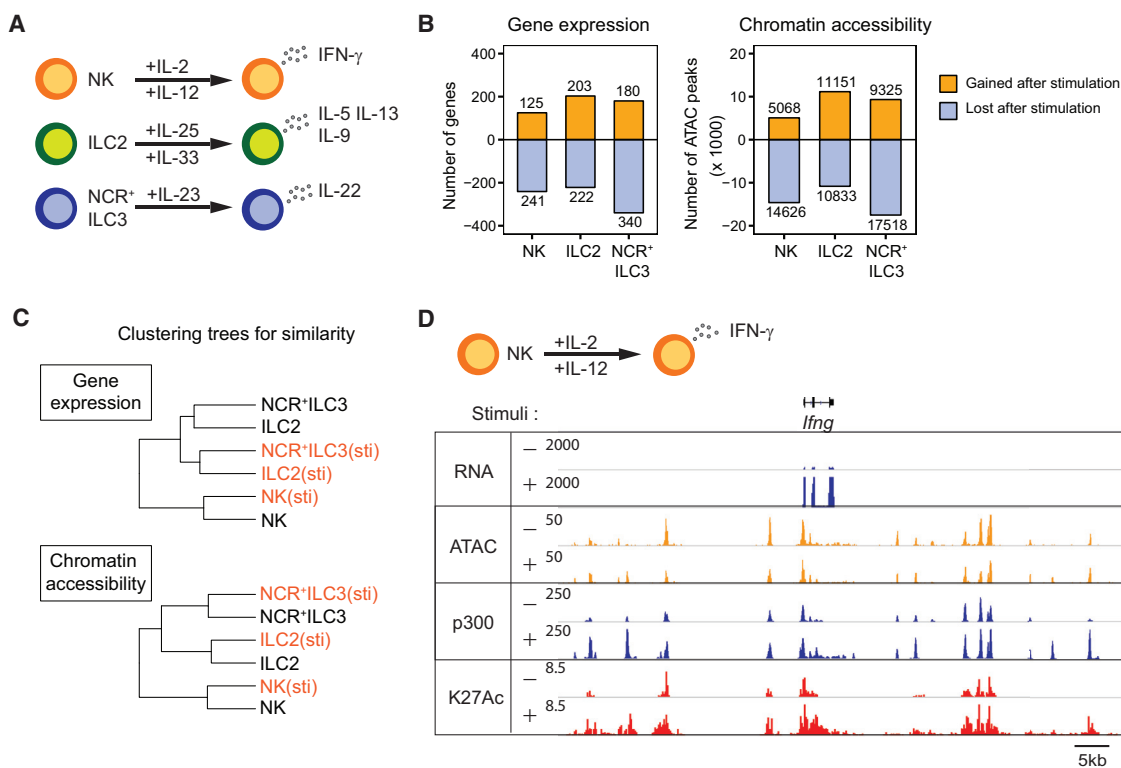 A
NK
+IL-2
+IL-12
IFN-γ
ILC2
+IL-25
+IL-33
IL-5 IL-13
IL-9
NCR⁺
ILC3
+IL-23
IL-22
B
Gene expression
Number of genes
400
200
0
−200
−400
125
203
180
241
222
340
NK
ILC2
NCR⁺
ILC3
Chromatin accessibility
Number of ATAC peaks
(x 1000)
20
10
0
−10
−20
5068
11151
9325
14626
10833
17518
NK
ILC2
NCR⁺
ILC3
Gained after stimulation
Lost after stimulation
C
Clustering trees for similarity
Gene
expression
NCR⁺ILC3
ILC2
NCR⁺ILC3(sti)
ILC2(sti)
NK(sti)
NK
Chromatin
accessibility
NCR⁺ILC3(sti)
NCR⁺ILC3
ILC2(sti)
ILC2
NK(sti)
NK
D
NK
+IL-2
+IL-12
IFN-γ
Stimuli :
Ifng
RNA
− 2000
+ 2000
ATAC
− 50
+ 50
p300
− 250
+ 250
K27Ac
− 8.5
+ 8.5
5kb